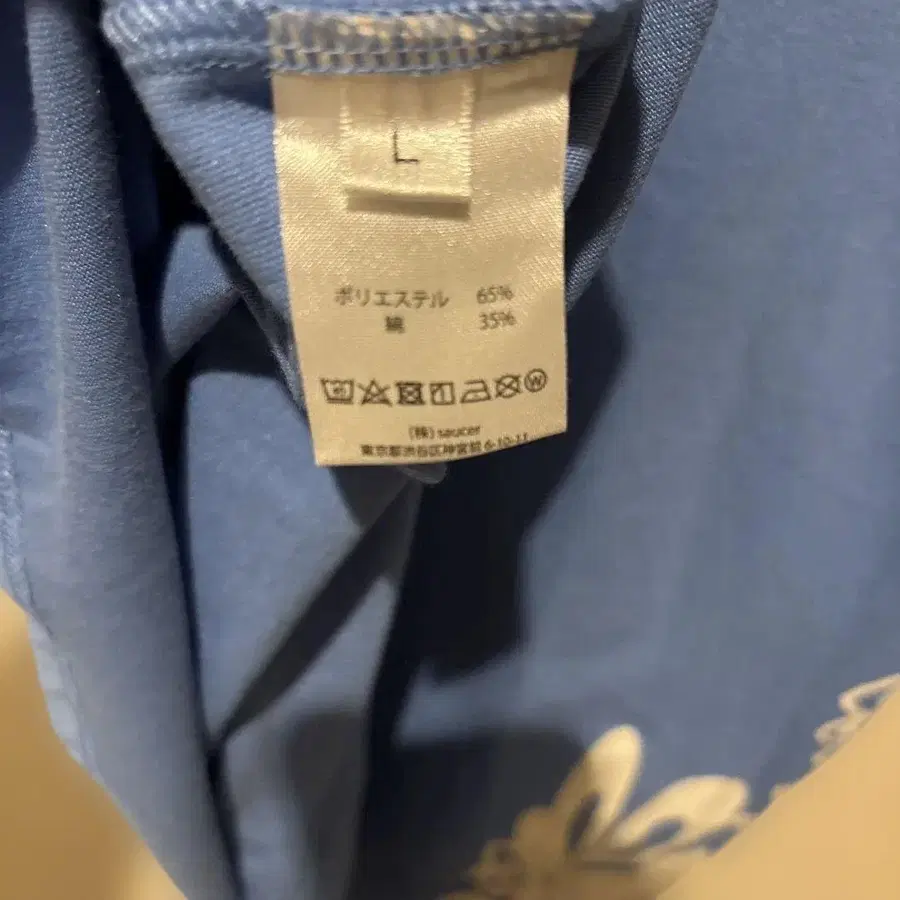 L
ポリエステル 65%
綿 35%
(株) saucer
東京都渋谷区神宮前 6-10-11